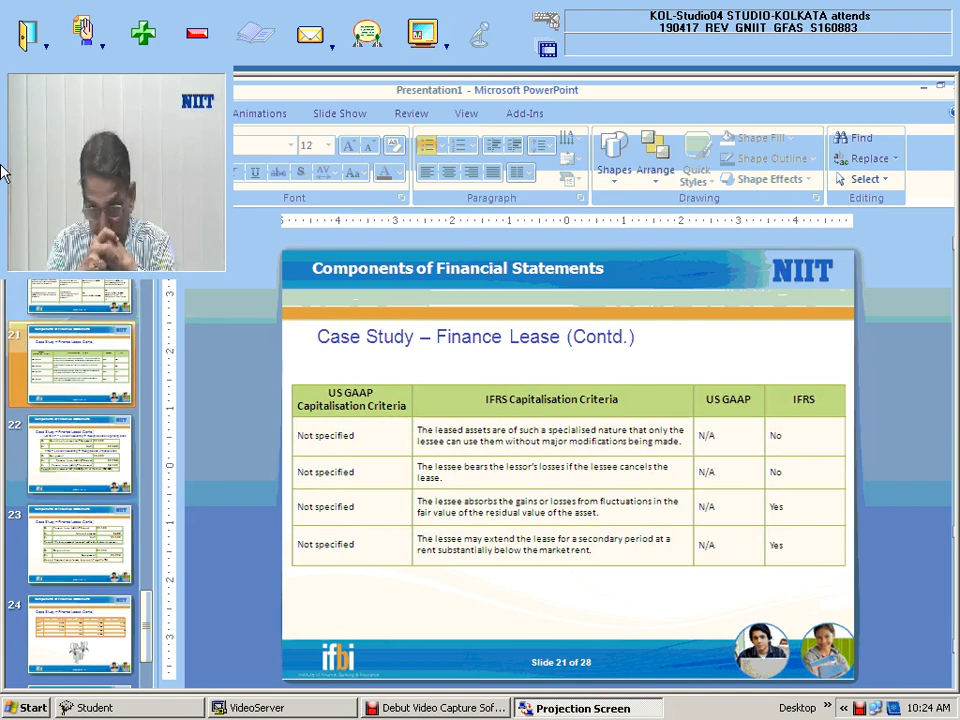 KOL-Studio04 STUDIO-KOLKATA attends
190417_REV_GNIIT_GFAS_S160883
NIIT
Presentation1 - Microsoft PowerPoint
Animations Slide Show Review View Add-Ins
12
Shapes Arrange Quick Styles
Shape Fill
Shape Outline
Shape Effects
Find
Replace
Select
Font Paragraph Drawing Editing
Components of Financial Statements NIIT
Case Study – Finance Lease (Contd.)
US GAAP
Capitalisation Criteria
IFRS Capitalisation Criteria
US GAAP
IFRS
Not specified
The leased assets are of such a specialised nature that only the
lessee can use them without major modifications being made.
N/A
No
Not specified
The lessee bears the lessor's losses if the lessee cancels the
lease.
N/A
No
Not specified
The lessee absorbs the gains or losses from fluctuations in the
fair value of the residual value of the asset.
N/A
Yes
Not specified
The lessee may extend the lease for a secondary period at a
rent substantially below the market rent.
N/A
Yes
ifbi
Institute of Finance, Banking & Insurance
Slide 21 of 28
21
22
23
24
Start Student VideoServer Debut Video Capture Sof... Projection Screen Desktop » « 10:24 AM